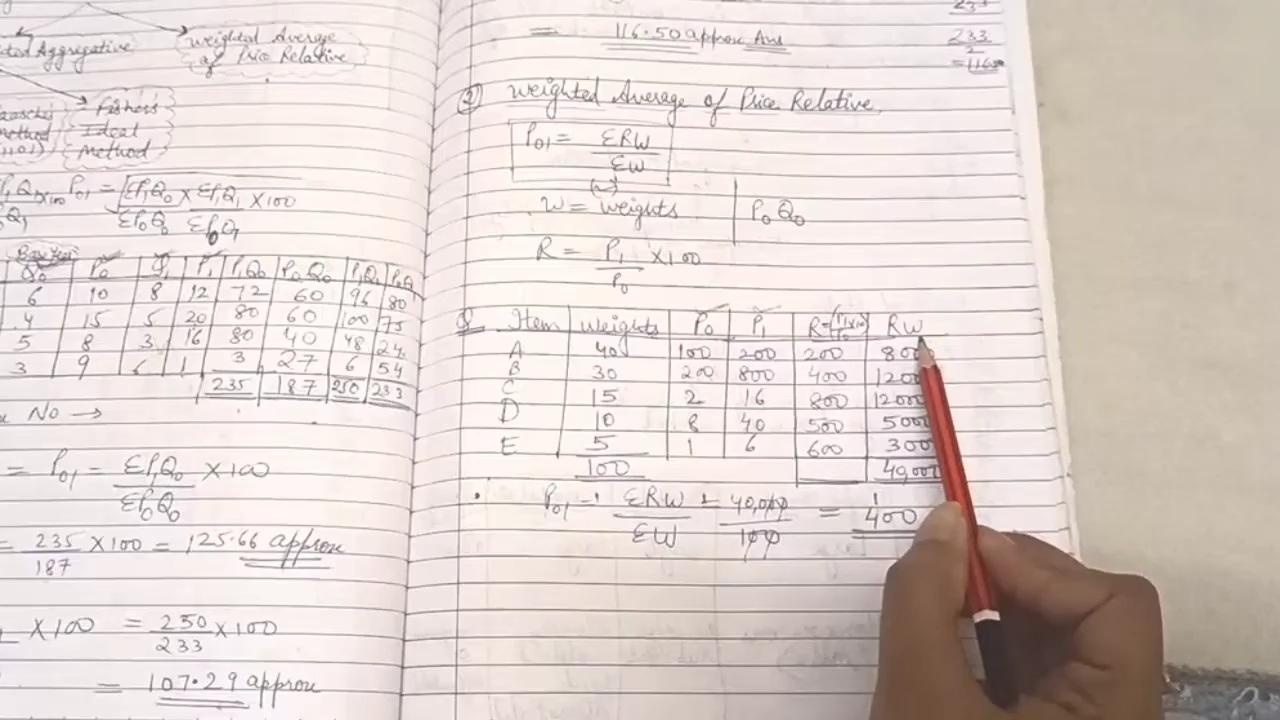 Weighted Average
of Price Relative
Fisher's
Ideal
Method
P01 = √ΣP1Q0/ΣP0Q0 × ΣP1Q1/ΣP0Q1 ×100
Base Year
Q0 P0 Q1 P1 P1Q0 P0Q0 P1Q1 P0Q1
6 10 8 12 72 60 96 80
4 15 5 20 80 60 100 75
5 8 3 16 80 40 48 24
3 9 6 1 3 27 6 54
235 187 250 233
No →
= P01 = ΣP1Q0/ΣP0Q0 ×100
= 235/187 ×100 = 125.66 approx
×100 = 250/233 ×100
= 107.29 approx
= 116.50 approx Ans
233/2
=116.5
② Weighted Average of Price Relative
P01 = ΣRW/ΣW
(w)
W = weights | P0Q0
R = P1/P0 ×100
Q Item Weights P0 P1 R=(P1/P0×100) RW
A 40 100 200 200 8000
B 30 200 800 400 1200
C 15 2 16 800 12000
D 10 8 40 500 5000
E 5 1 6 600 300
100 40,000
P01 = ΣRW/ΣW = 40,000/100 = 400